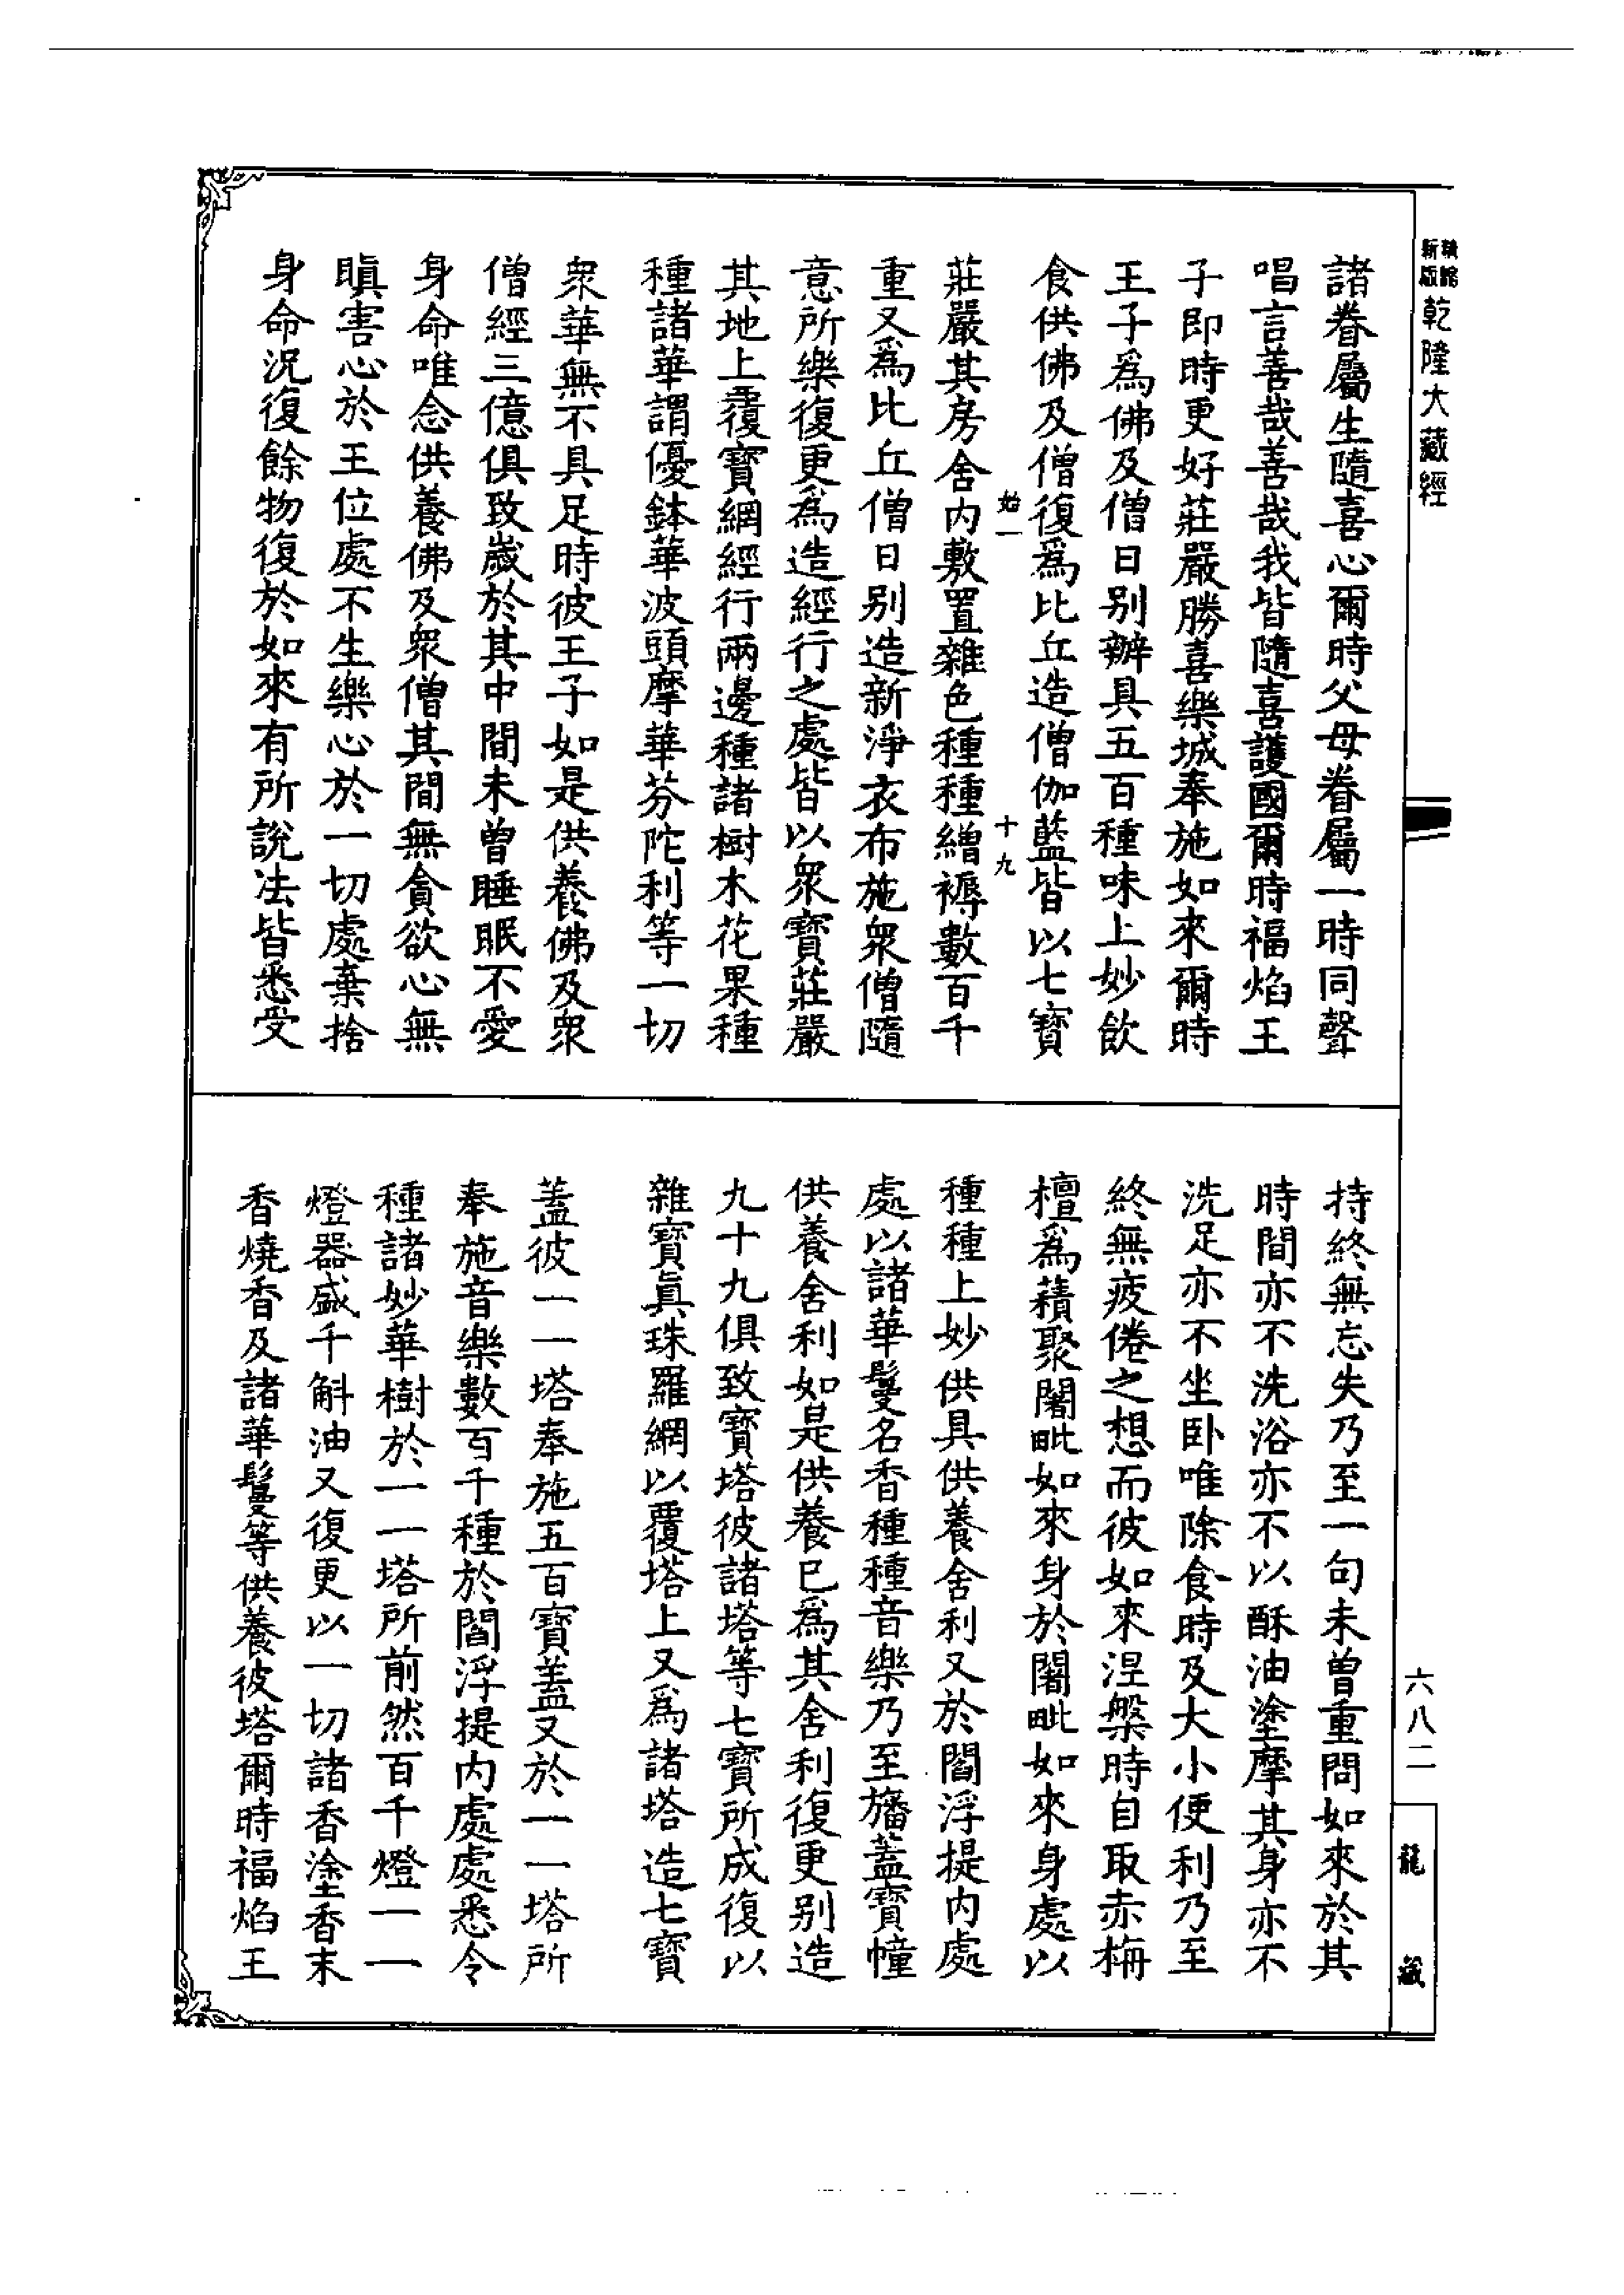 新版
乾隆大藏經
諸眷屬生隨喜心爾時父母眷屬一時同聲
唱言善哉善哉我皆隨喜護國爾時福焰王
子即時更好莊嚴勝喜樂城奉施如來爾時
王子爲佛及僧日別辦具五百種味上妙飲
食供佛及僧復爲比丘造僧伽藍皆以七寶
始一
十九
莊嚴其房舍內敷置雜色種種繒褥數百千
重又爲比丘僧日別造新淨衣布施衆僧隨
意所樂復更爲造經行之處皆以衆寶莊嚴
其地上覆寶網經行兩邊種諸樹木花果種
種諸華謂優鉢華波頭摩華芬陀利等一切
衆華無不具足時彼王子如是供養佛及衆
僧經三億俱致歲於其中間未曾睡眠不愛
身命唯念供養佛及衆僧其間無貪欲心無
瞋害心於王位處不生樂心於一切處棄捨
身命況復餘物復於如來有所說法皆悉受
持終無忘失乃至一句未曾重問如來於其
時間亦不洗浴亦不以酥油塗摩其身亦不
洗足亦不坐臥唯除食時及大小便利乃至
終無疲倦之想而彼如來涅槃時自取赤栴
檀爲𧂐聚闍毗如來身於闍毗如來身處以
種種上妙供具供養舍利又於閻浮提內處
處以諸華鬘名香種種音樂乃至旛蓋寶幢
供養舍利如是供養已爲其舍利復更別造
九十九俱致寶塔彼諸塔等七寶所成復以
雜寶眞珠羅網以覆塔上又爲諸塔造七寶
蓋彼一一塔奉施五百寶蓋又於一一塔所
奉施音樂數百千種於閻浮提內處處悉令
種諸妙華樹於一一塔所前然百千燈一一
燈器盛千斛油又復更以一切諸香塗香末
香燒香及諸華鬘等供養彼塔爾時福焰王
六八二
龍藏